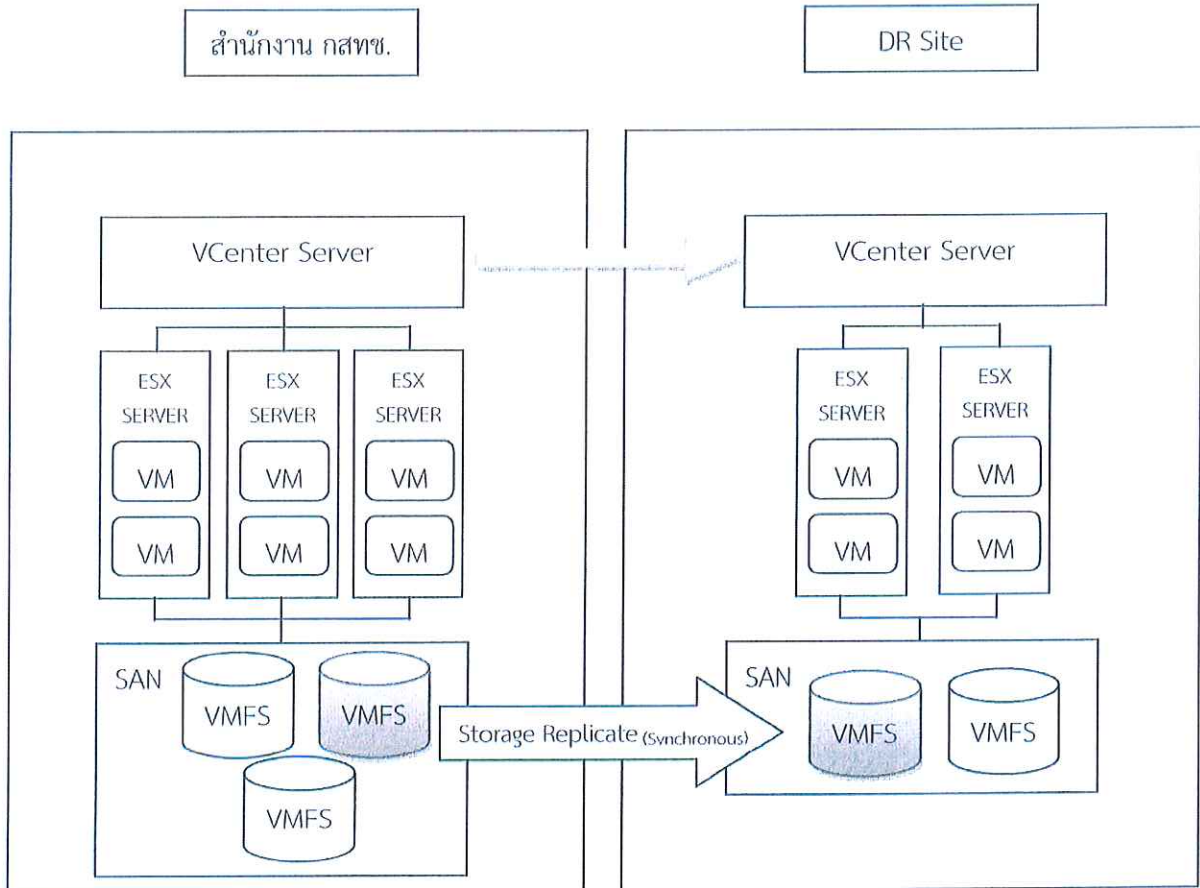 สำนักงาน กสทช.
DR Site
VCenter Server
VCenter Server
ESX
SERVER
VM
VM
ESX
SERVER
VM
VM
ESX
SERVER
VM
VM
ESX
SERVER
VM
VM
ESX
SERVER
VM
VM
SAN
VMFS
VMFS
VMFS
Storage Replicate (Synchronous)
SAN
VMFS
VMFS